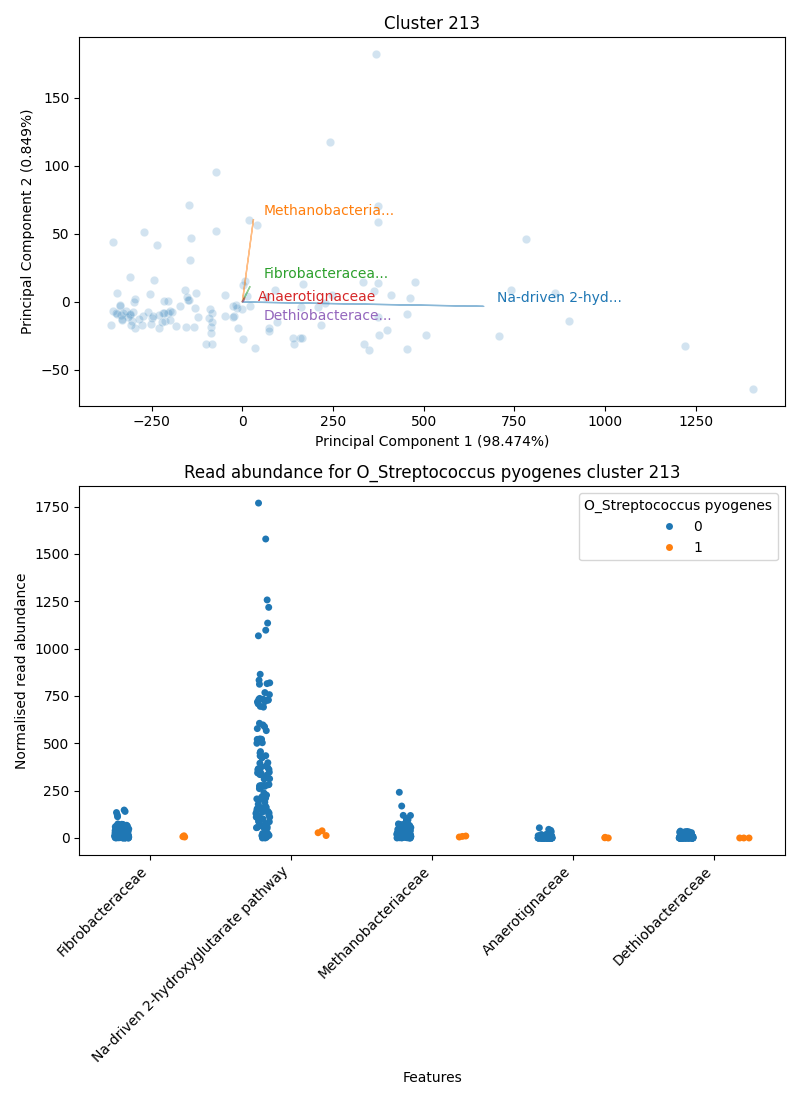 Cluster 213
Principal Component 2 (0.849%)
150
100
50
0
−50
Methanobacteria...
Fibrobacteracea...
Anaerotignaceae
Dethiobacterace...
Na-driven 2-hyd...
−250
0
250
500
750
1000
1250
Principal Component 1 (98.474%)
Read abundance for O_Streptococcus pyogenes cluster 213
Normalised read abundance
1750
1500
1250
1000
750
500
250
0
O_Streptococcus pyogenes
0
1
Fibrobacteraceae
Na-driven 2-hydroxyglutarate pathway
Methanobacteriaceae
Anaerotignaceae
Dethiobacteraceae
Features